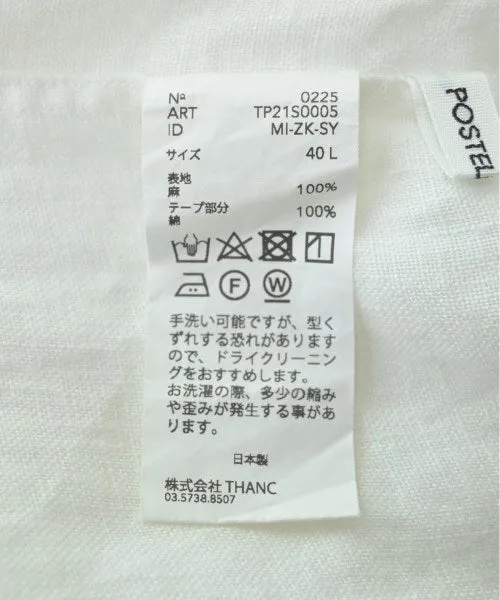 Nº 0225
ART TP21S0005
ID MI-ZK-SY
サイズ 40 L
表地
麻 100%
テープ部分
綿 100%
F W
手洗い可能ですが、型く
ずれする恐れがあります
ので、ドライクリーニン
グをおすすめします。
お洗濯の際、多少の縮み
や歪みが発生する事があ
ります。
日本製
株式会社 THANC
03.5738.8507
POSTEL